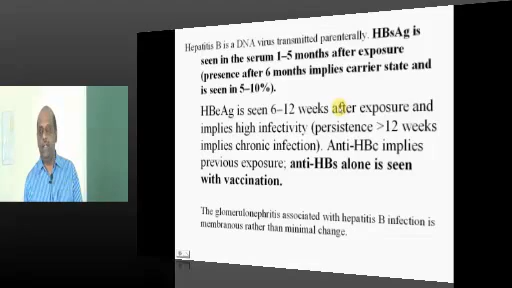 Hepatitis B is a DNA virus transmitted parenterally. HBsAg is
seen in the serum 1–5 months after exposure
(presence after 6 months implies carrier state and
is seen in 5–10%).
HBeAg is seen 6–12 weeks after exposure and
implies high infectivity (persistence >12 weeks
implies chronic infection). Anti-HBc implies
previous exposure; anti-HBs alone is seen
with vaccination.
The glomerulonephritis associated with hepatitis B infection is
membranous rather than minimal change.